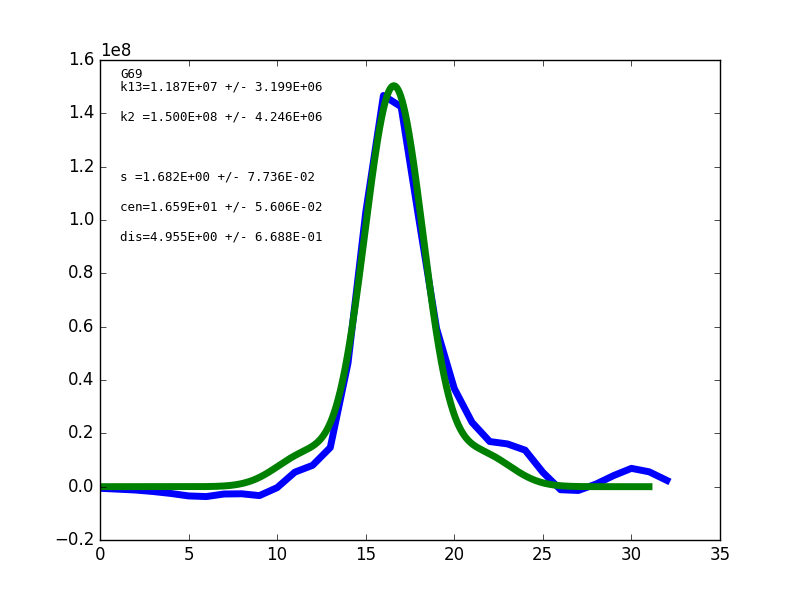 1e8
1.6
G69
k13=1.187E+07 +/- 3.199E+06
k2 =1.500E+08 +/- 4.246E+06
1.4
1.2
s =1.682E+00 +/- 7.736E-02
cen=1.659E+01 +/- 5.606E-02
1.0
dis=4.955E+00 +/- 6.688E-01
0.8
0.6
0.4
0.2
0.0
−0.2
0 5 10 15 20 25 30 35